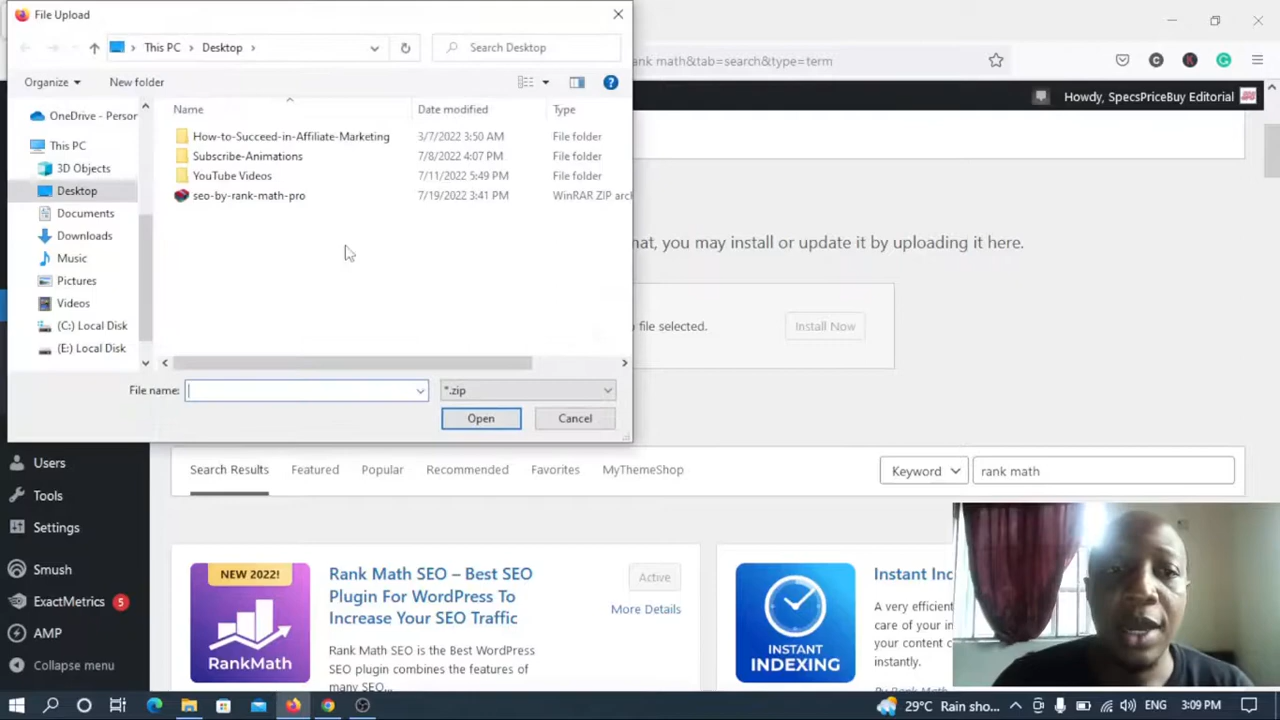 File Upload
This PC
Desktop
Search Desktop
rank math&tab=search&type=term
Organize
New folder
Howdy, SpecsPriceBuy Editorial
Name
Date modified
Type
OneDrive - Person
This PC
3D Objects
Desktop
Documents
Downloads
Music
Pictures
Videos
(C:) Local Disk
(E:) Local Disk
How-to-Succeed-in-Affiliate-Marketing
3/7/2022 3:50 AM
File folder
Subscribe-Animations
7/8/2022 4:07 PM
File folder
YouTube Videos
7/11/2022 5:49 PM
File folder
seo-by-rank-math-pro
7/19/2022 3:41 PM
WinRAR ZIP arc
File name:
*.zip
Open
Cancel
you may install or update it by uploading it here.
file selected.
Install Now
Users
Tools
Settings
Smush
ExactMetrics 5
AMP
Collapse menu
Search Results
Featured
Popular
Recommended
Favorites
MyThemeShop
Keyword
rank math
NEW 2022!
RankMath
Rank Math SEO – Best SEO
Plugin For WordPress To
Increase Your SEO Traffic
Active
More Details
Rank Math SEO is the Best WordPress
SEO plugin combines the features of
many SEO...
INSTANT
INDEXING
Instant Inc
A very efficient
care of your in
your content c
instantly.
By Rank Math
29°C Rain sho...
ENG
3:09 PM